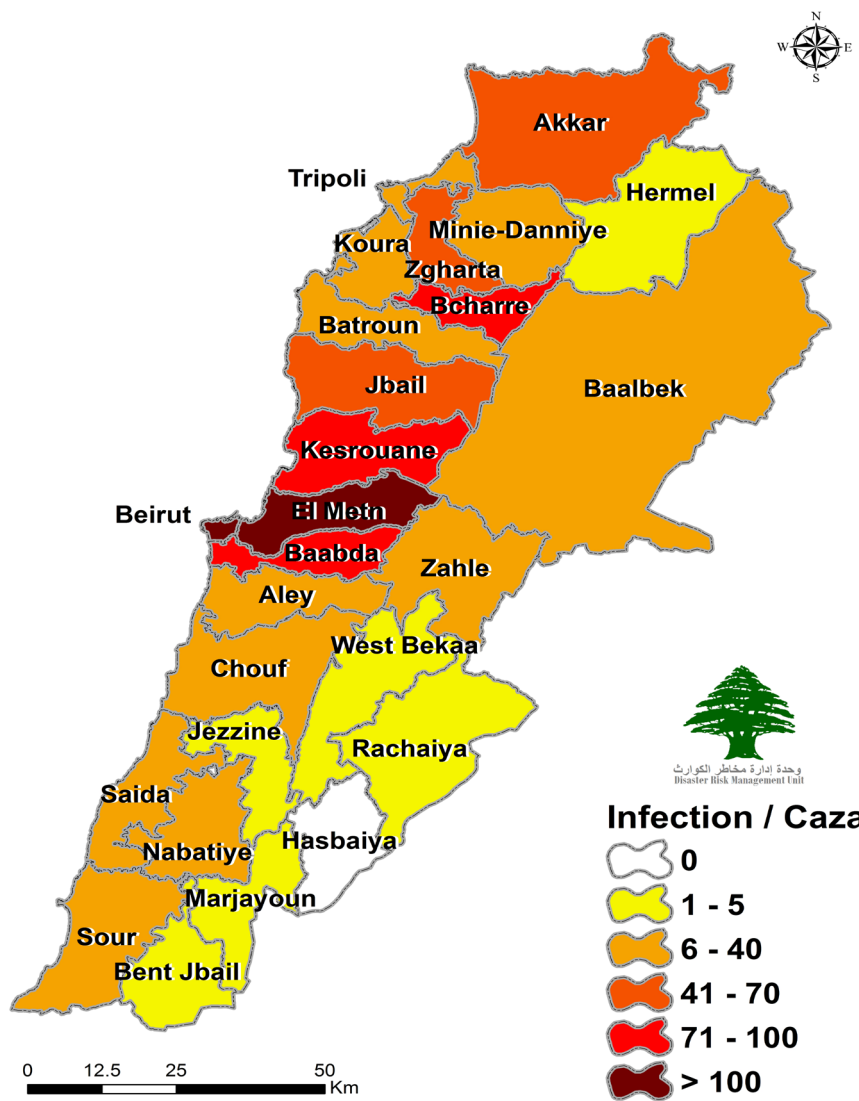 N
W E
S
Akkar
Tripoli
Hermel
Koura
Minie-Danniye
Zgharta
Bcharre
Batroun
Jbail
Baalbek
Kesrouane
El Metn
Beirut
Baabda
Zahle
Aley
West Bekaa
Chouf
Jezzine
Rachaiya
وحدة إدارة مخاطر الكوارث
Disaster Risk Management Unit
Saida
Infection / Caza
Hasbaiya
Nabatiye
0
Marjayoun
1 - 5
Sour
6 - 40
Bent Jbail
41 - 70
71 - 100
> 100
0 12.5 25 50
Km